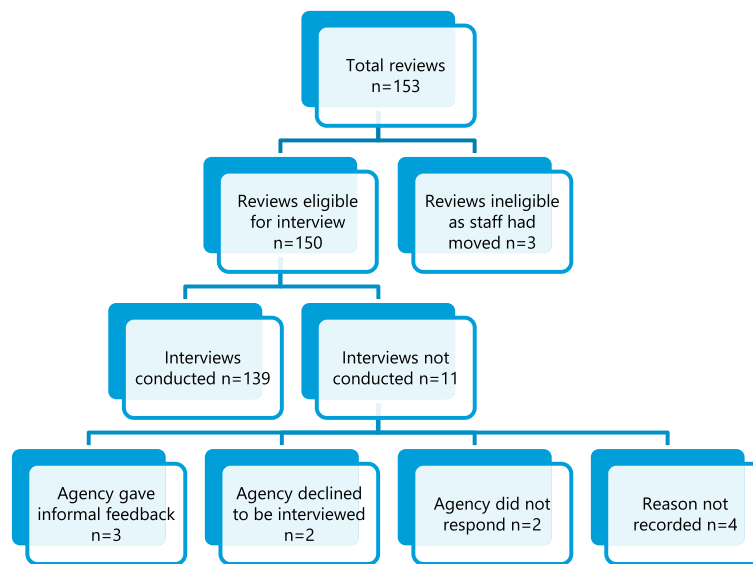 Total reviews
n=153
Reviews eligible
for interview
n=150
Reviews ineligible
as staff had
moved n=3
Interviews
conducted n=139
Interviews not
conducted n=11
Agency gave
informal feedback
n=3
Agency declined
to be interviewed
n=2
Agency did not
respond n=2
Reason not
recorded n=4